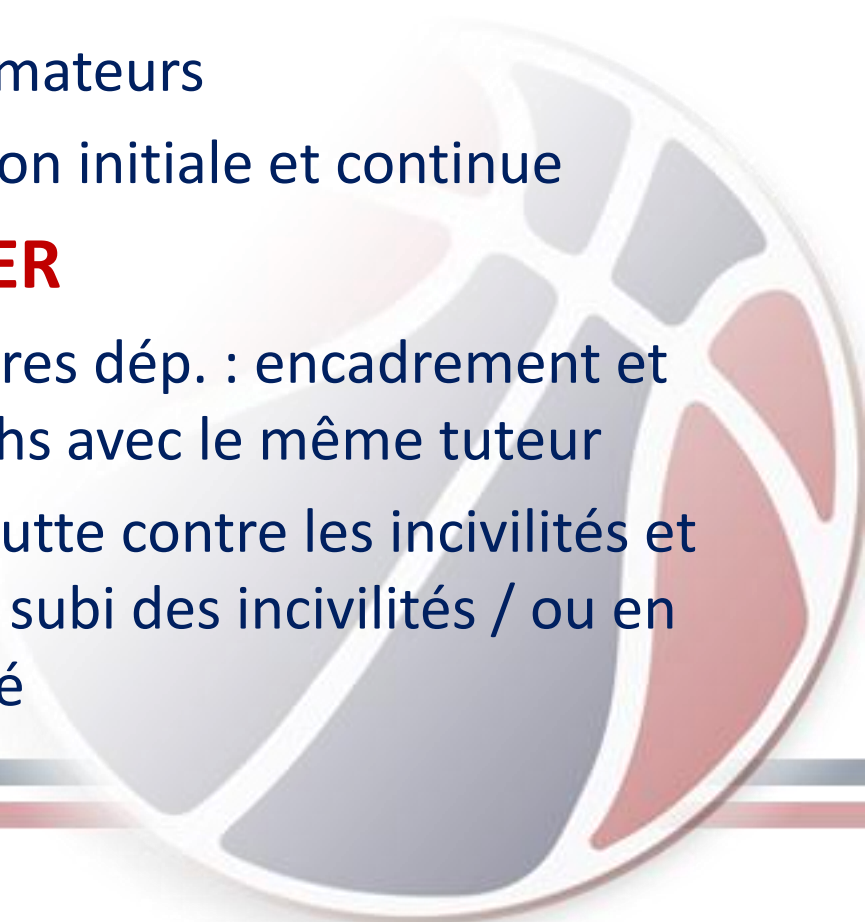 mateurs
on initiale et continue
ER
res dép. : encadrement et
hs avec le même tuteur
utte contre les incivilités et
subi des incivilités / ou en
é